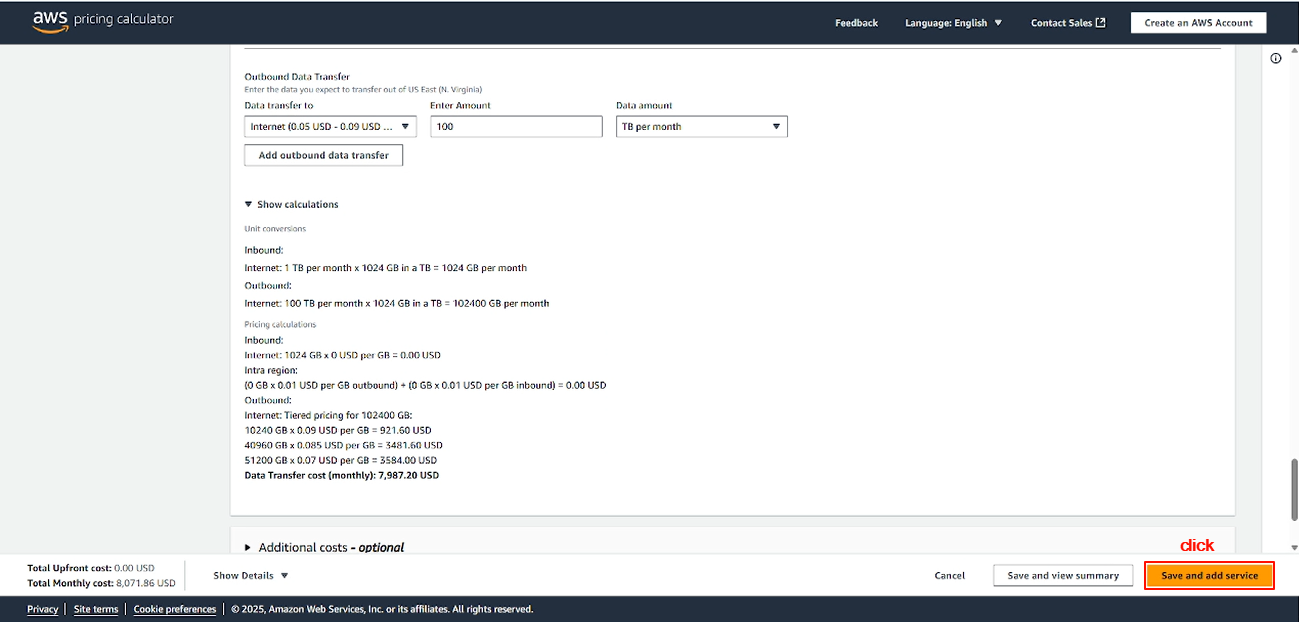 aws pricing calculator
Feedback
Language: English
Contact Sales
Create an AWS Account
Outbound Data Transfer
Enter the data you expect to transfer out of US East (N. Virginia)
Data transfer to
Enter Amount
Data amount
Internet (0.05 USD - 0.09 USD ...
100
TB per month
Add outbound data transfer
Show calculations
Unit conversions
Inbound:
Internet: 1 TB per month x 1024 GB in a TB = 1024 GB per month
Outbound:
Internet: 100 TB per month x 1024 GB in a TB = 102400 GB per month
Pricing calculations
Inbound:
Internet: 1024 GB x 0 USD per GB = 0.00 USD
Intra region:
(0 GB x 0.01 USD per GB outbound) + (0 GB x 0.01 USD per GB inbound) = 0.00 USD
Outbound:
Internet: Tiered pricing for 102400 GB:
10240 GB x 0.09 USD per GB = 921.60 USD
40960 GB x 0.085 USD per GB = 3481.60 USD
51200 GB x 0.07 USD per GB = 3584.00 USD
Data Transfer cost (monthly): 7,987.20 USD
Additional costs - optional
click
Total Upfront cost: 0.00 USD
Total Monthly cost: 8,071.86 USD
Show Details
Cancel
Save and view summary
Save and add service
Privacy | Site terms | Cookie preferences | © 2025, Amazon Web Services, Inc. or its affiliates. All rights reserved.